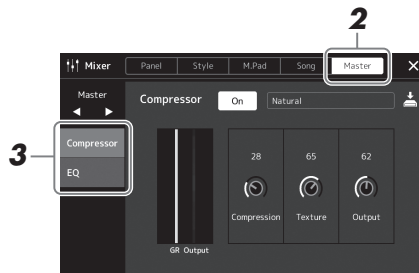 2
Mixer Panel Style M.Pad Song Master
Master
Compressor On Natural
3
Compressor
EQ
28 65 62
Compression Texture Output
GR Output